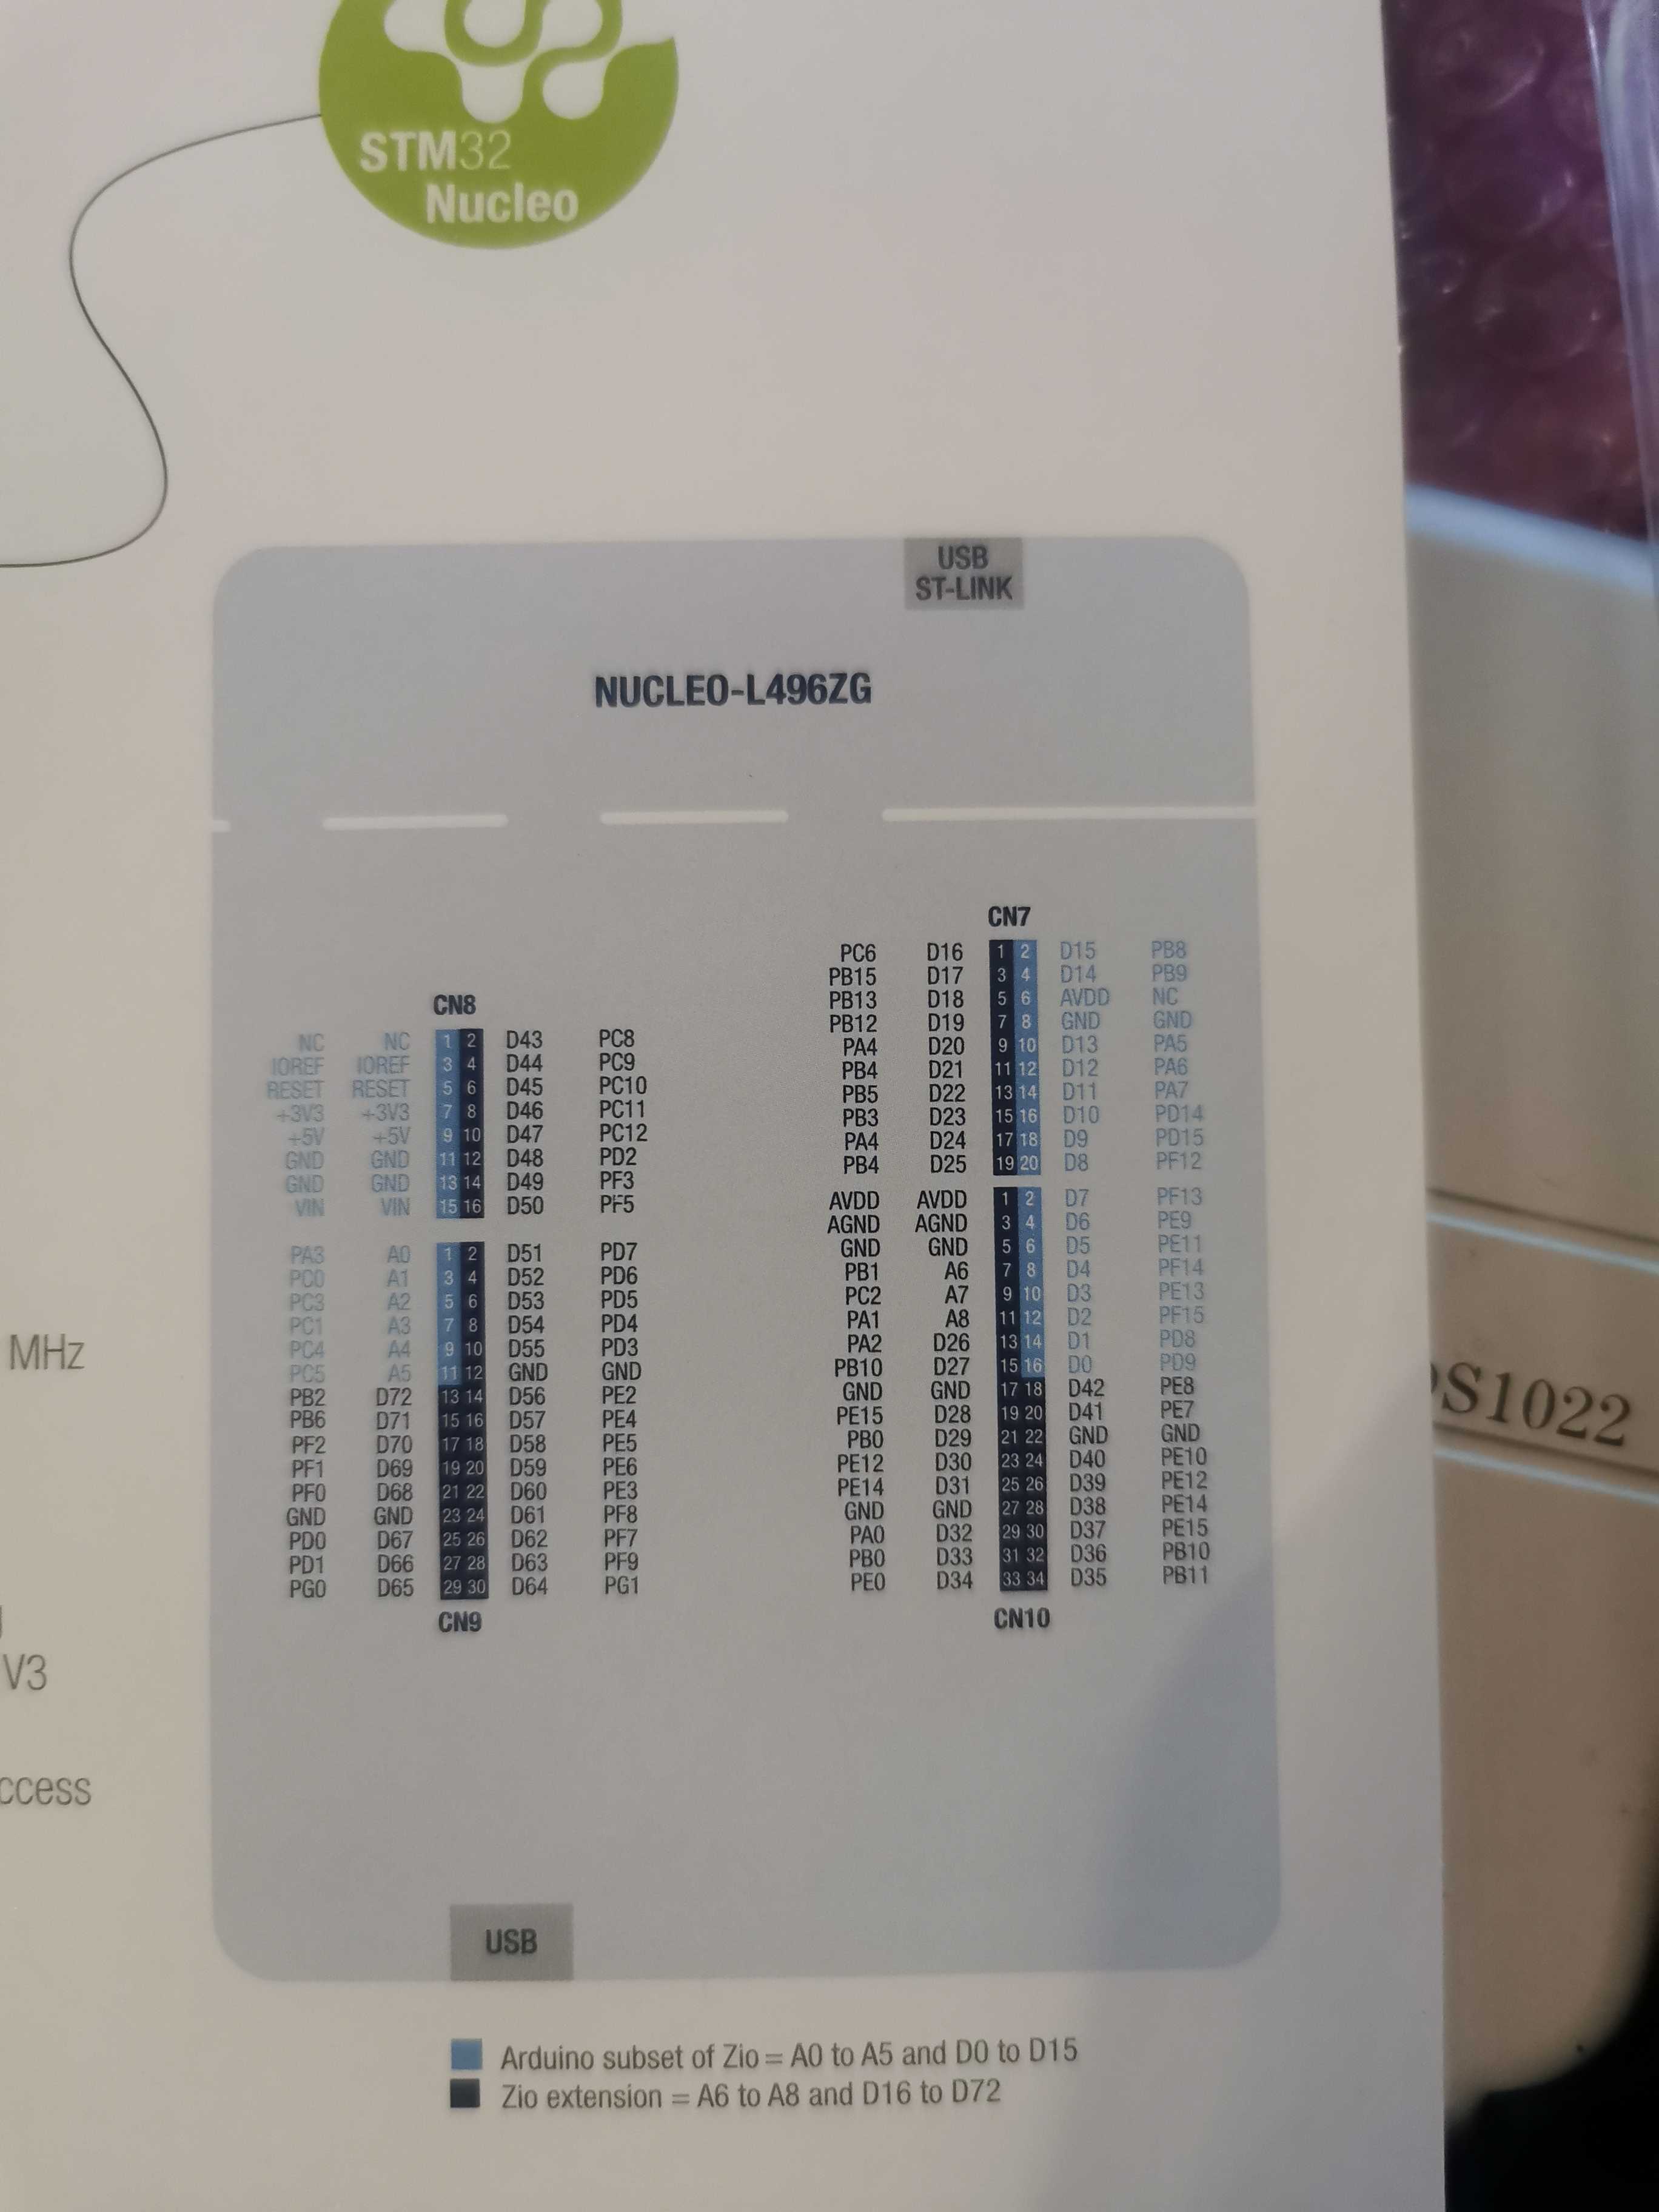 STM32
Nucleo
USB
ST-LINK
NUCLEO-L496ZG
CN8
NC NC 1 2 D43 PC8
IOREF IOREF 3 4 D44 PC9
RESET RESET 5 6 D45 PC10
+3V3 +3V3 7 8 D46 PC11
+5V +5V 9 10 D47 PC12
GND GND 11 12 D48 PD2
GND GND 13 14 D49 PF3
VIN VIN 15 16 D50 PF5
PA3 A0 1 2 D51 PD7
PC0 A1 3 4 D52 PD6
PC3 A2 5 6 D53 PD5
PC1 A3 7 8 D54 PD4
PC4 A4 9 10 D55 PD3
PC5 A5 11 12 GND GND
PB2 D72 13 14 D56 PE2
PB6 D71 15 16 D57 PE4
PF2 D70 17 18 D58 PE5
PF1 D69 19 20 D59 PE6
PF0 D68 21 22 D60 PE3
GND GND 23 24 D61 PF8
PD0 D67 25 26 D62 PF7
PD1 D66 27 28 D63 PF9
PG0 D65 29 30 D64 PG1
CN9
CN7
PC6 D16 1 2 D15 PB8
PB15 D17 3 4 D14 PB9
PB13 D18 5 6 AVDD NC
PB12 D19 7 8 GND GND
PA4 D20 9 10 D13 PA5
PB4 D21 11 12 D12 PA6
PB5 D22 13 14 D11 PA7
PB3 D23 15 16 D10 PD14
PA4 D24 17 18 D9 PD15
PB4 D25 19 20 D8 PF12
AVDD AVDD 1 2 D7 PF13
AGND AGND 3 4 D6 PE9
GND GND 5 6 D5 PE11
PB1 A6 7 8 D4 PF14
PC2 A7 9 10 D3 PE13
PA1 A8 11 12 D2 PF15
PA2 D26 13 14 D1 PD8
PB10 D27 15 16 D0 PD9
GND GND 17 18 D42 PE8
PE15 D28 19 20 D41 PE7
PB0 D29 21 22 GND GND
PE12 D30 23 24 D40 PE10
PE14 D31 25 26 D39 PE12
GND GND 27 28 D38 PE14
PA0 D32 29 30 D37 PE15
PB0 D33 31 32 D36 PB10
PE0 D34 33 34 D35 PB11
CN10
MHz
V3
ccess
USB
Arduino subset of Zio = A0 to A5 and D0 to D15
Zio extension = A6 to A8 and D16 to D72
S1022